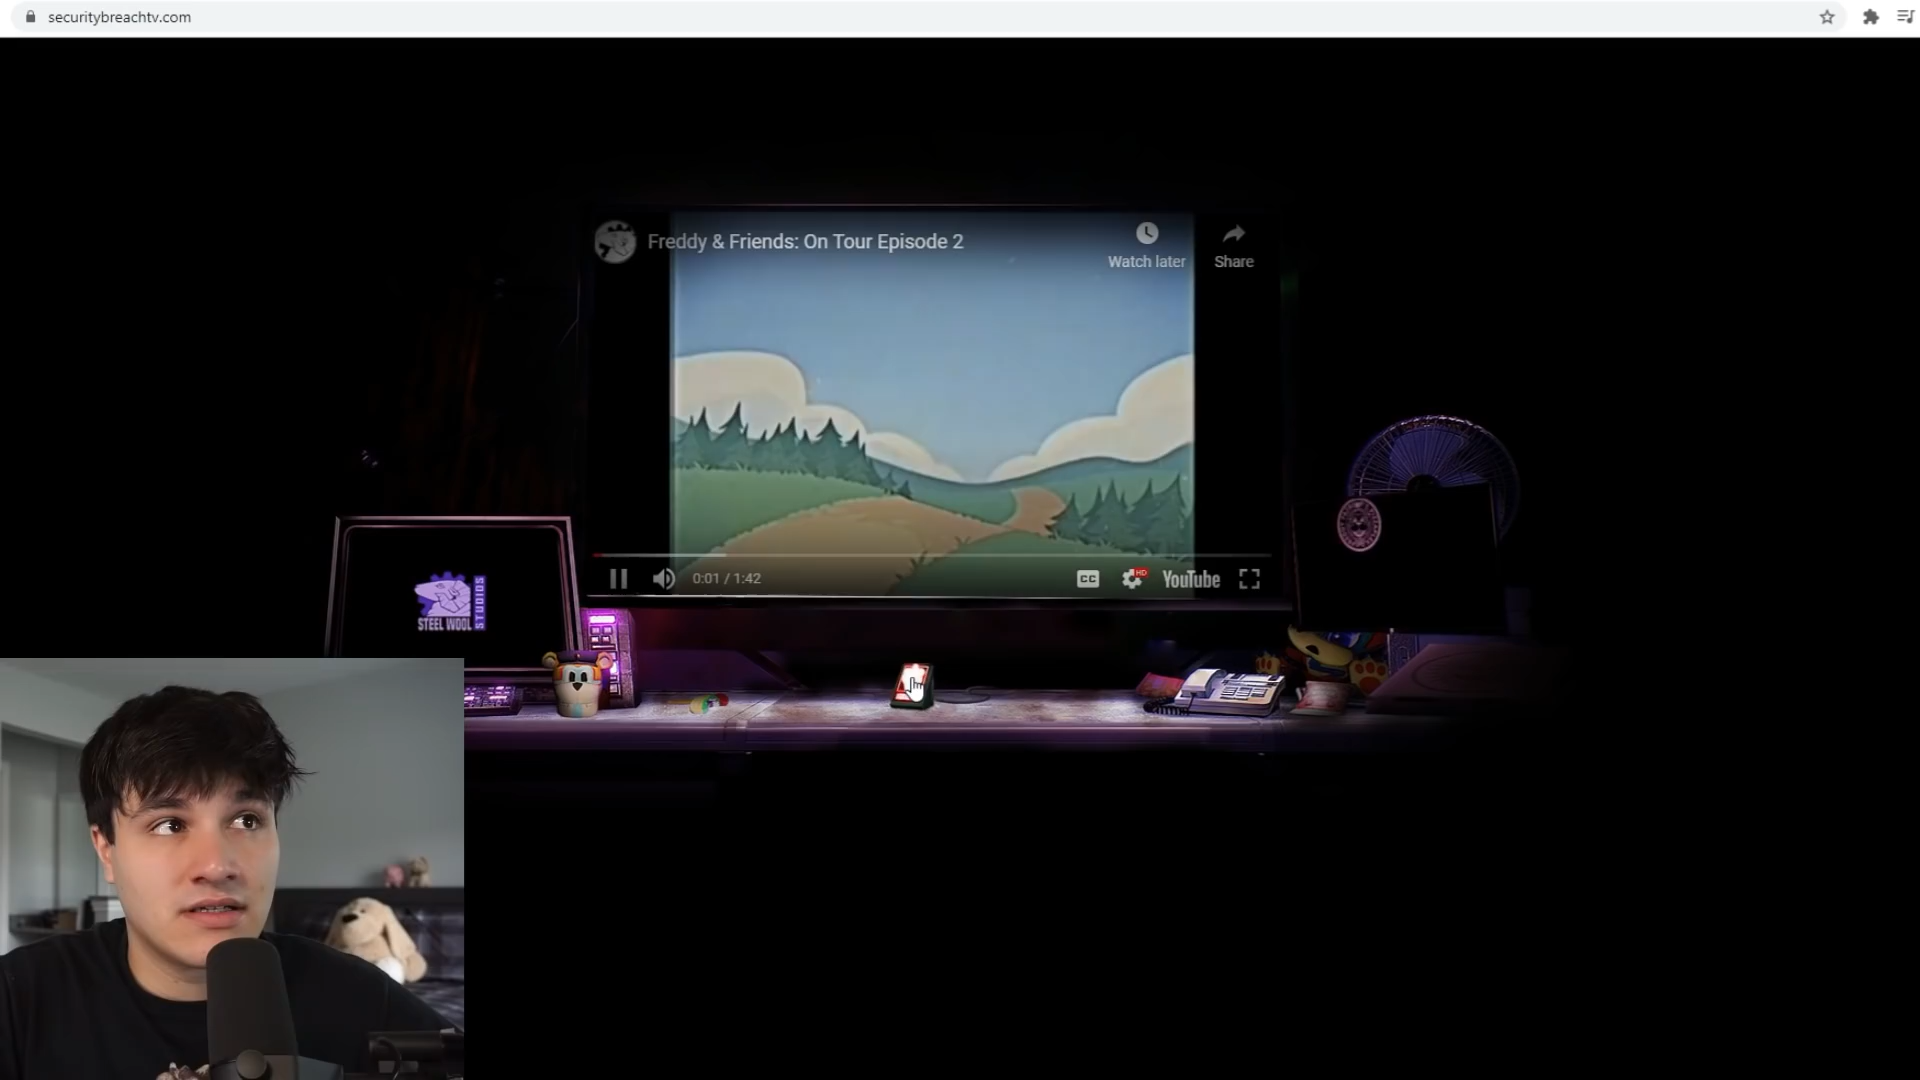 securitybreachtv.com
Freddy & Friends: On Tour Episode 2
Watch later
Share
0:01 / 1:42
CC
HD
YouTube
STEEL WOOL
STUDIOS